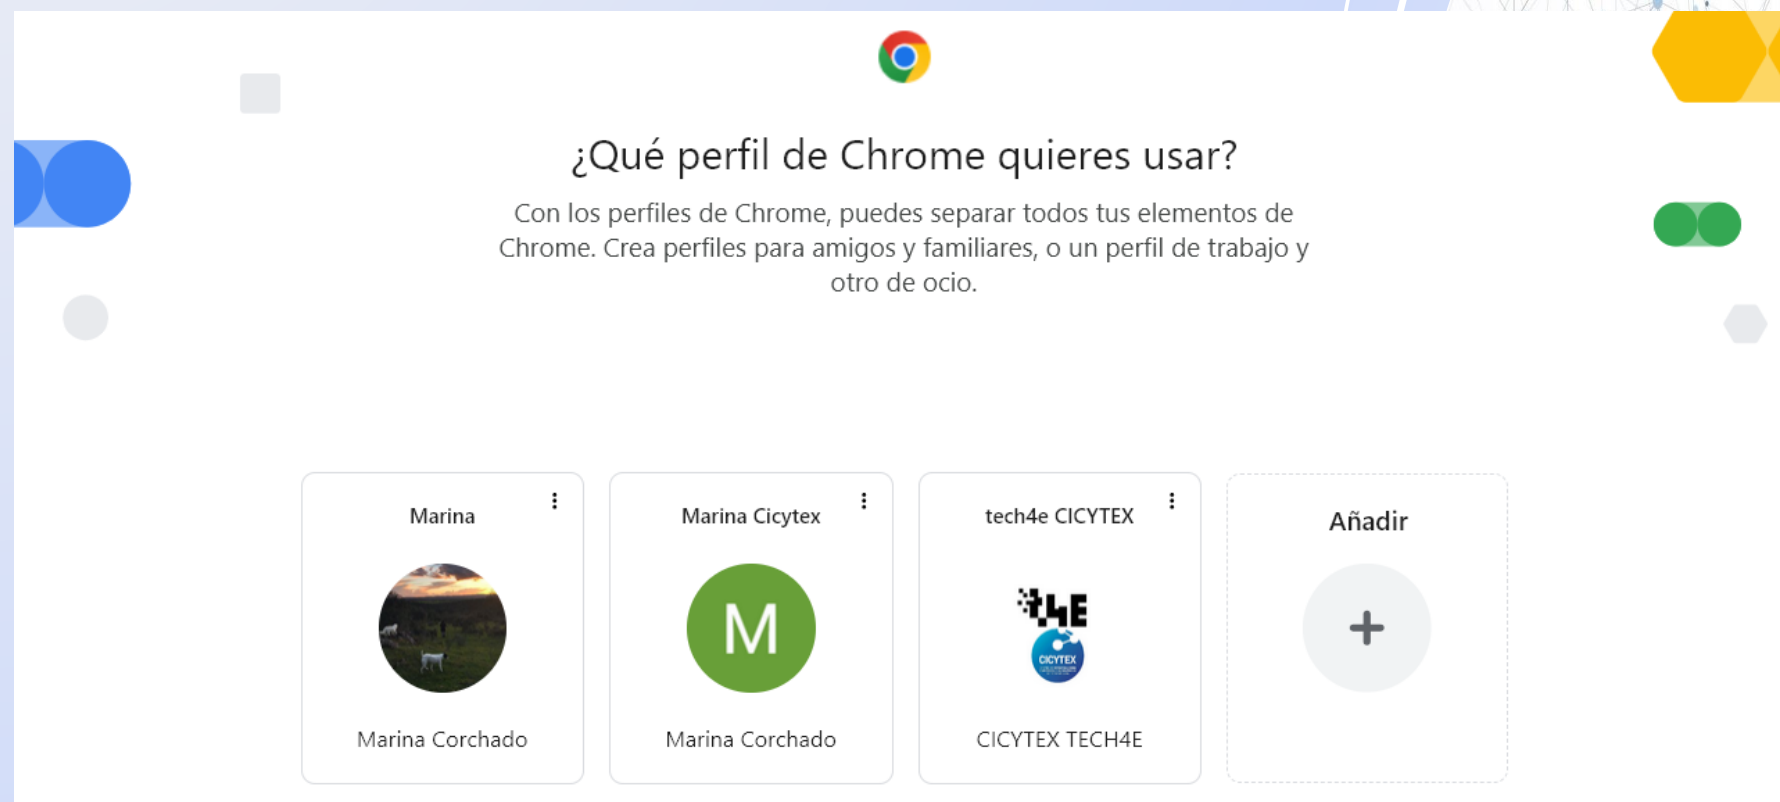 ¿Qué perfil de Chrome quieres usar?
Con los perfiles de Chrome, puedes separar todos tus elementos de
Chrome. Crea perfiles para amigos y familiares, o un perfil de trabajo y
otro de ocio.
Marina
Marina Cicytex
tech4e CICYTEX
Añadir
M
t4E
CICYTEX
Marina Corchado
Marina Corchado
CICYTEX TECH4E